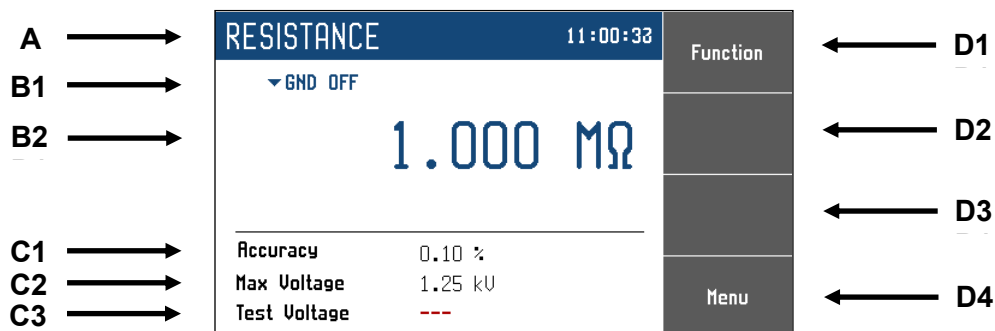 A RESISTANCE 11:00:33 Function D1
B1 ▾GND OFF
B2 1.000 MΩ D2
D3
C1 Accuracy 0.10 %
C2 Max Voltage 1.25 kV Menu D4
C3 Test Voltage ---